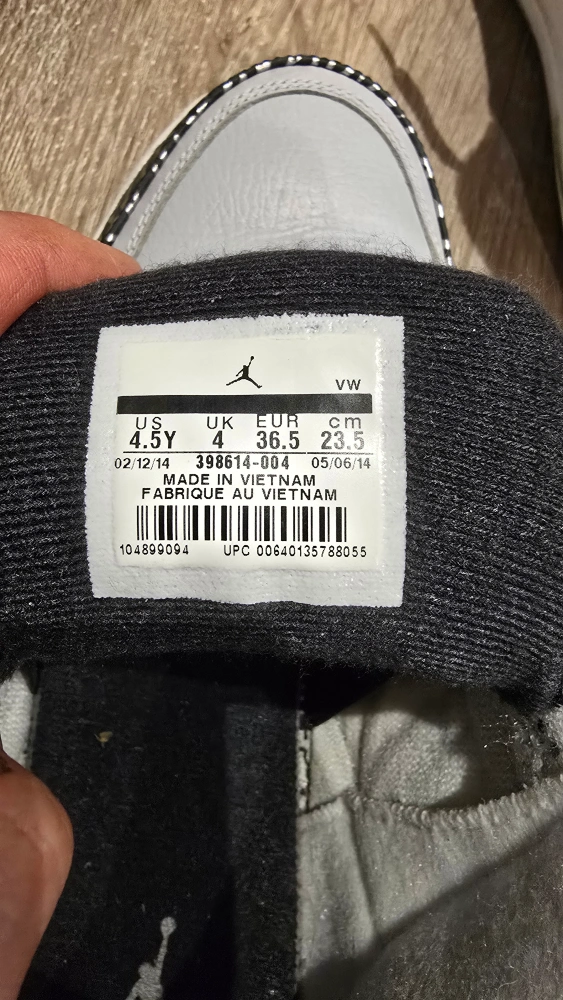 VW
US UK EUR cm
4.5Y 4 36.5 23.5
02/12/14 398614-004 05/06/14
MADE IN VIETNAM
FABRIQUE AU VIETNAM
104899094 UPC 00640135788055